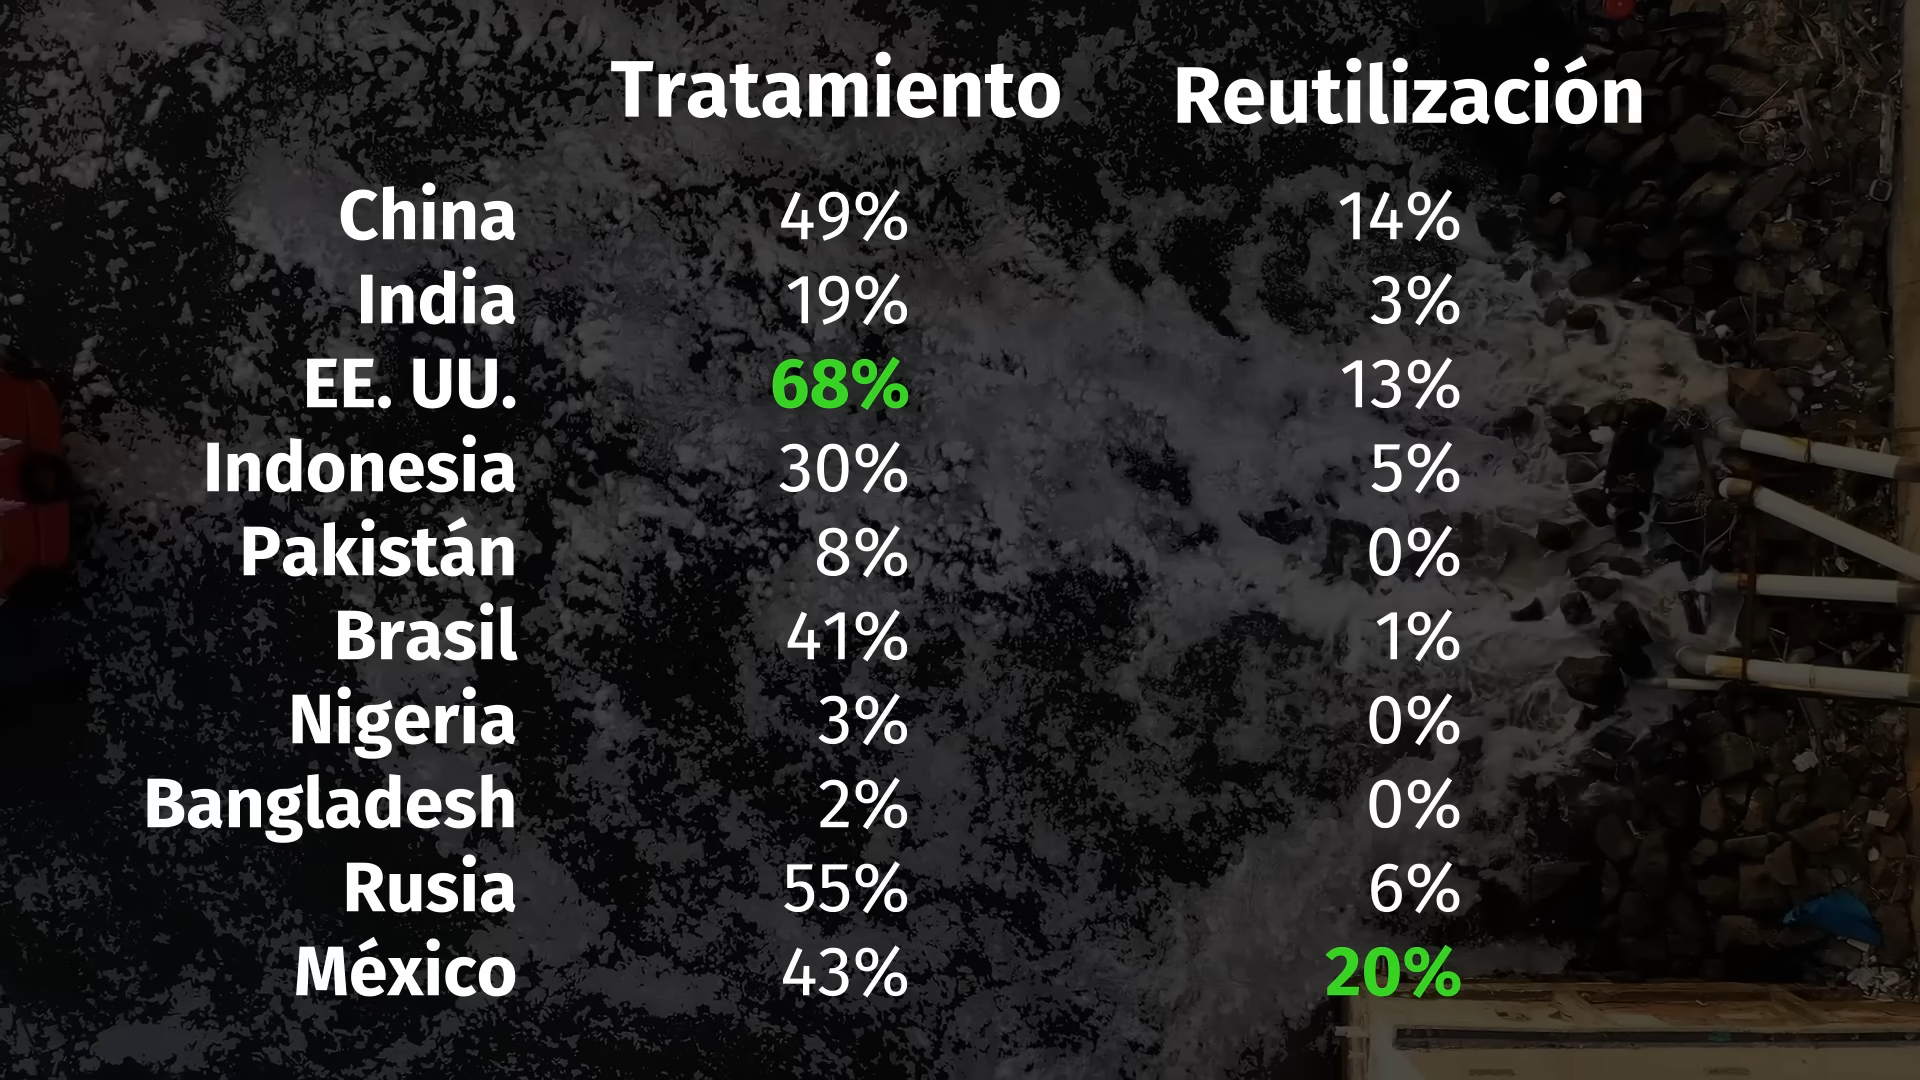 Tratamiento Reutilización
China 49% 14%
India 19% 3%
EE. UU. 68% 13%
Indonesia 30% 5%
Pakistán 8% 0%
Brasil 41% 1%
Nigeria 3% 0%
Bangladesh 2% 0%
Rusia 55% 6%
México 43% 20%